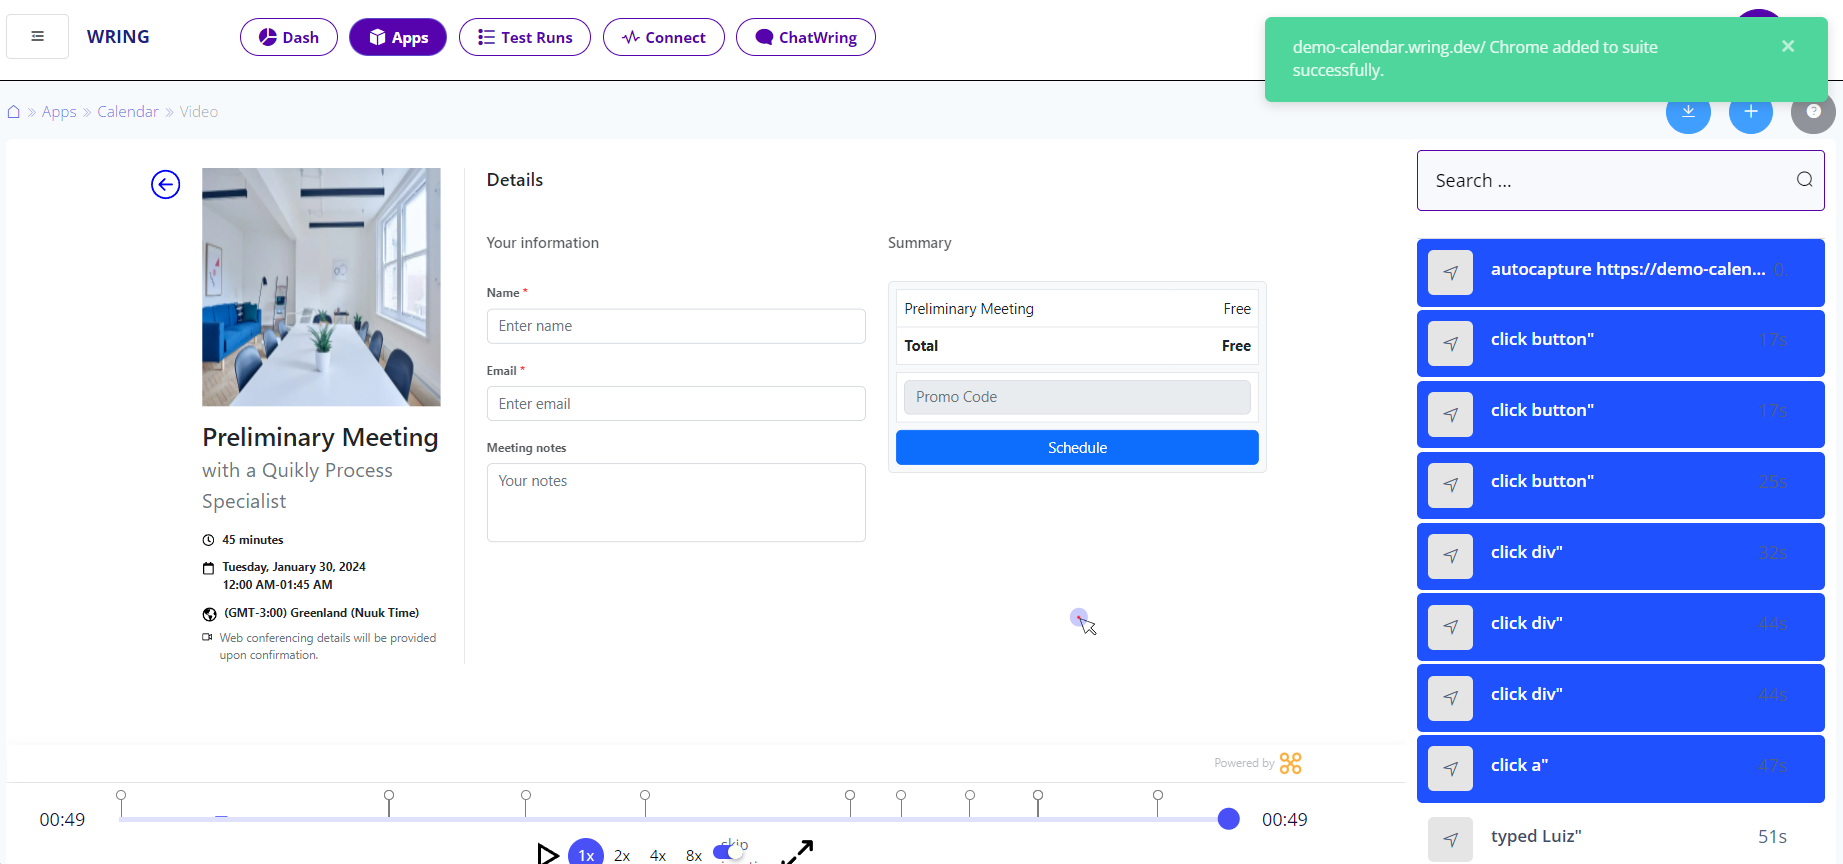 WRING
Dash
Apps
Test Runs
Connect
ChatWring
demo-calendar.wring.dev/ Chrome added to suite
successfully.
Apps » Calendar » Video
Details
Your information
Name *
Enter name
Email *
Enter email
Meeting notes
Your notes
Summary
Preliminary Meeting Free
Total Free
Promo Code
Schedule
Preliminary Meeting
with a Quikly Process
Specialist
45 minutes
Tuesday, January 30, 2024
12:00 AM-01:45 AM
(GMT-3:00) Greenland (Nuuk Time)
Web conferencing details will be provided
upon confirmation.
Powered by
00:49
00:49
1x
2x
4x
8x
skip
Search ...
autocapture https://demo-calen... 0.
click button" 17s
click button" 17s
click button" 25s
click div" 32s
click div" 44s
click div" 44s
click a" 47s
typed Luiz" 51s